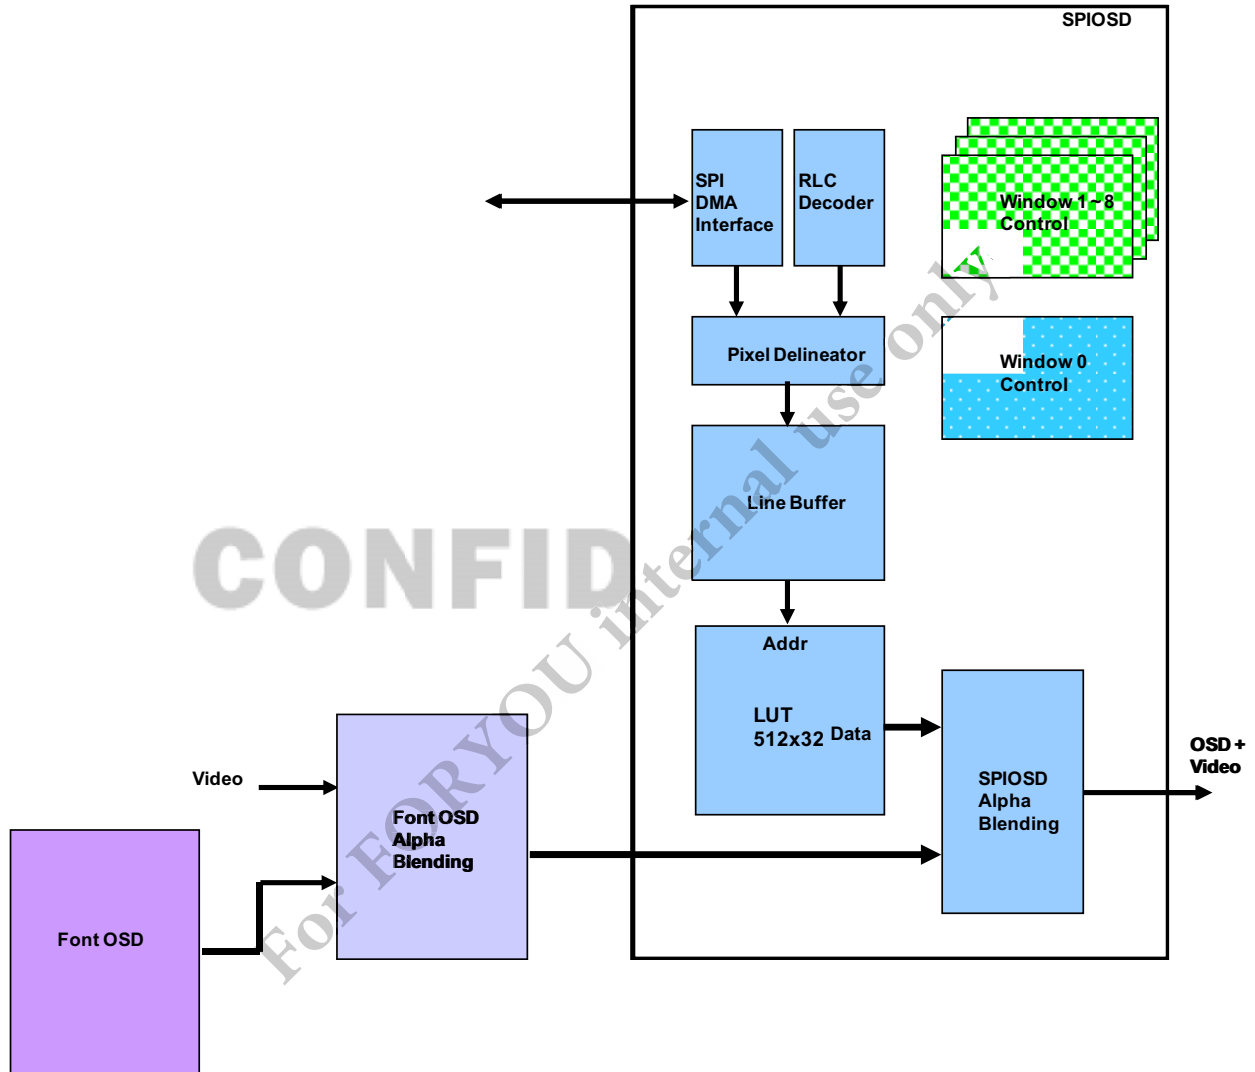 SPIOSD
SPI
DMA
Interface
RLC
Decoder
Window 1 ~ 8
Control
Pixel Delineator
Window 0
Control
Line Buffer
CONFID
Addr
LUT
512x32
Data
Video
Font OSD
Alpha
Blending
SPIOSD
Alpha
Blending
OSD +
Video
Font OSD
For FORYOU internal use only